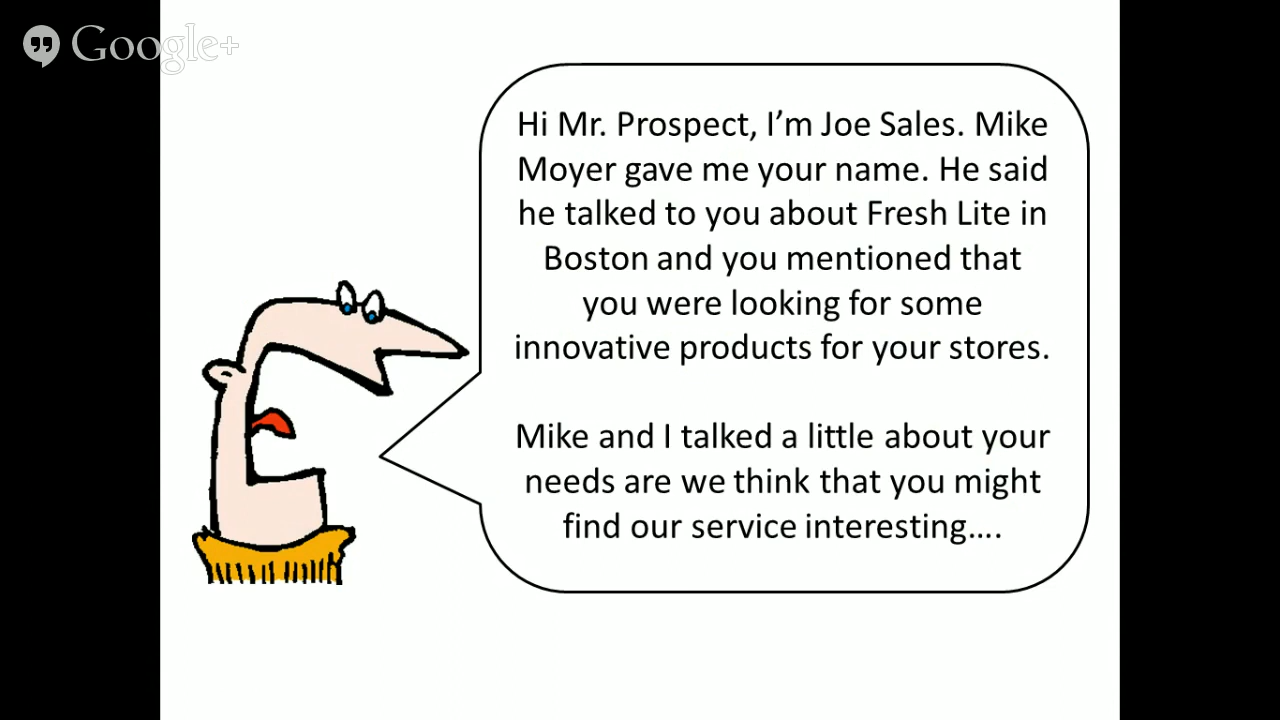 Google+
Hi Mr. Prospect, I’m Joe Sales. Mike
Moyer gave me your name. He said
he talked to you about Fresh Lite in
Boston and you mentioned that
you were looking for some
innovative products for your stores.
Mike and I talked a little about your
needs are we think that you might
find our service interesting....